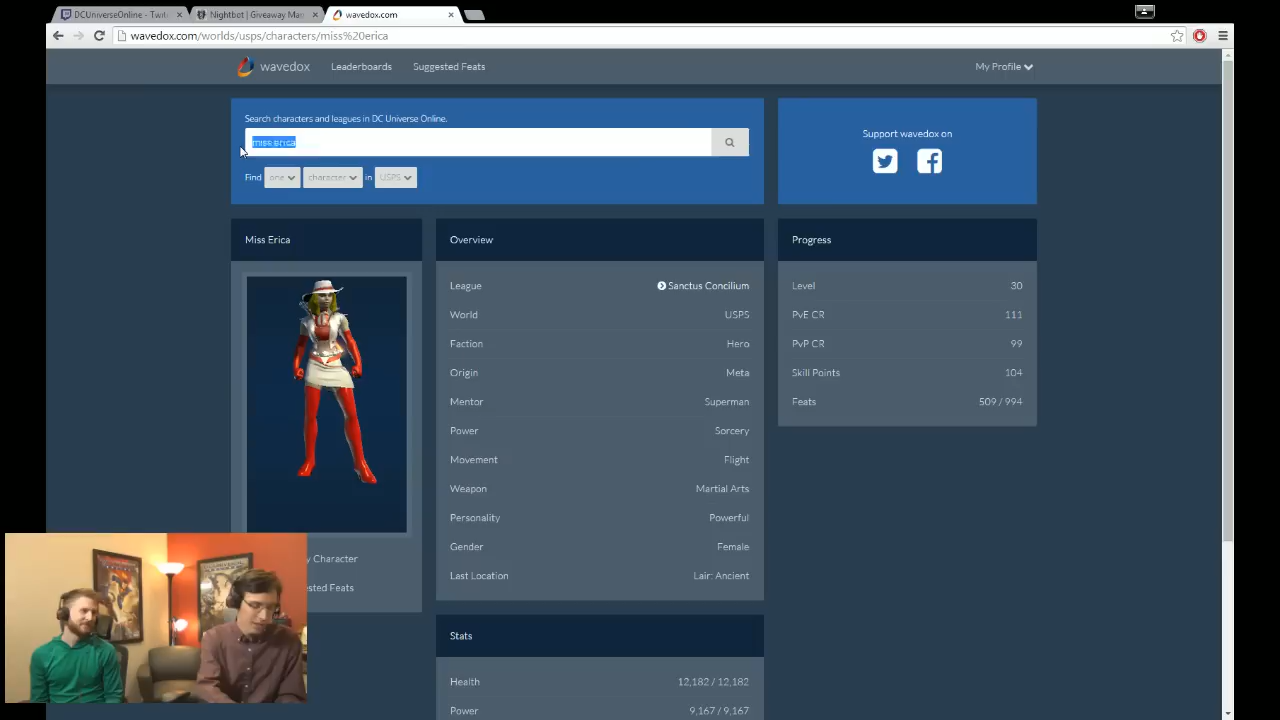 DCUniverseOnline - Twit
Nightbot | Giveaway Ma
wavedox.com
wavedox.com/worlds/usps/characters/miss%20erica
wavedox Leaderboards Suggested Feats My Profile
Search characters and leagues in DC Universe Online.
miss erica
Find one character in USPS
Support wavedox on
Miss Erica
y Character
sted Feats
Overview
League Sanctus Concilium
World USPS
Faction Hero
Origin Meta
Mentor Superman
Power Sorcery
Movement Flight
Weapon Martial Arts
Personality Powerful
Gender Female
Last Location Lair: Ancient
Stats
Health 12,182 / 12,182
Power 9,167 / 9,167
Progress
Level 30
PvE CR 111
PvP CR 99
Skill Points 104
Feats 509 / 994